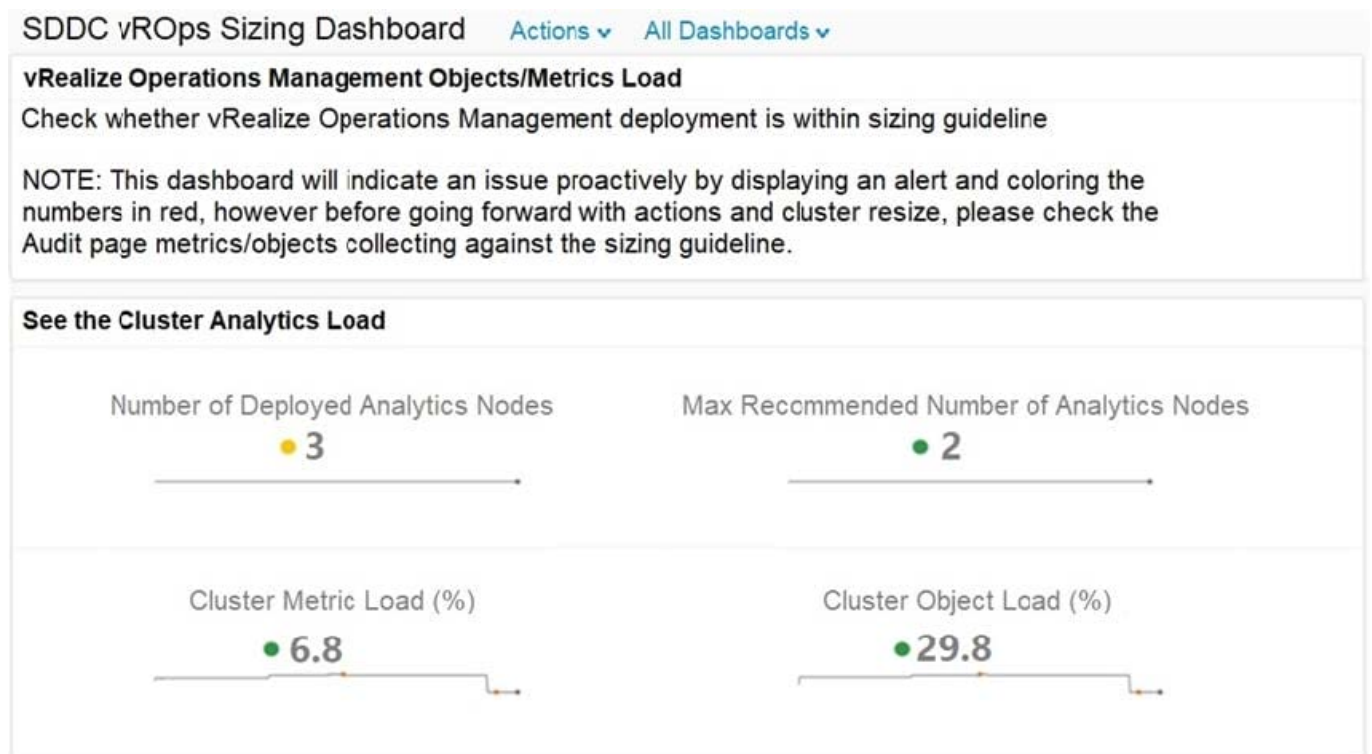 SDDC vROps Sizing Dashboard Actions All Dashboards
vRealize Operations Management Objects/Metrics Load
Check whether vRealize Operations Management deployment is within sizing guideline
NOTE: This dashboard will indicate an issue proactively by displaying an alert and coloring the
numbers in red, however before going forward with actions and cluster resize, please check the
Audit page metrics/objects collecting against the sizing guideline.
See the Cluster Analytics Load
Number of Deployed Analytics Nodes Max Recommended Number of Analytics Nodes
3 2
Cluster Metric Load (%) Cluster Object Load (%)
6.8 29.8